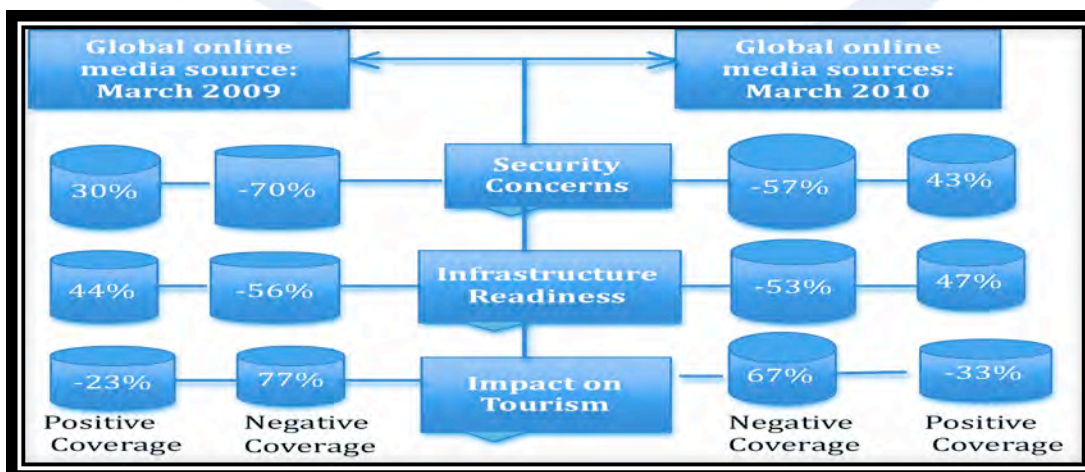 Global online
media source:
March 2009
Global online
media sources:
March 2010
30%
-70%
Security
Concerns
-57%
43%
44%
-56%
Infrastructure
Readiness
-53%
47%
-23%
77%
Impact on
Tourism
67%
-33%
Positive
Coverage
Negative
Coverage
Negative
Coverage
Positive
Coverage